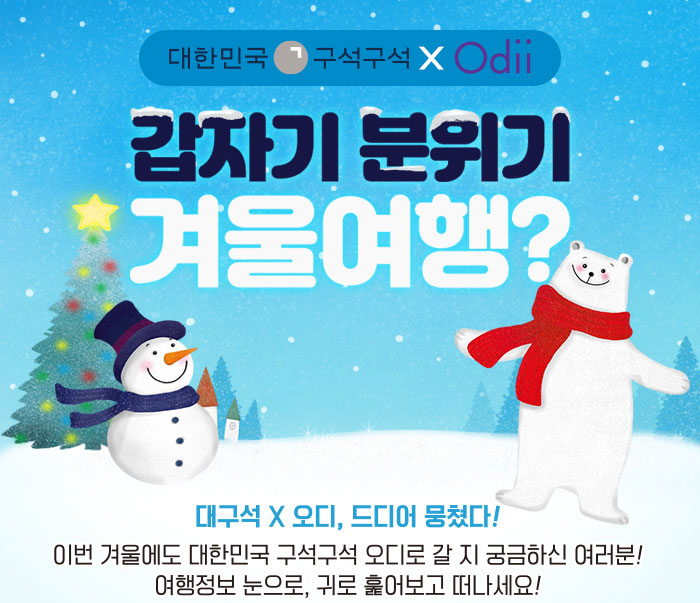 대한민국 구석구석 X Odii
갑자기 분위기
겨울여행?
대구석 X 오디, 드디어 뭉쳤다!
이번 겨울에도 대한민국 구석구석 오디로 갈 지 궁금하신 여러분!
여행정보 눈으로, 귀로 훑어보고 떠나세요!